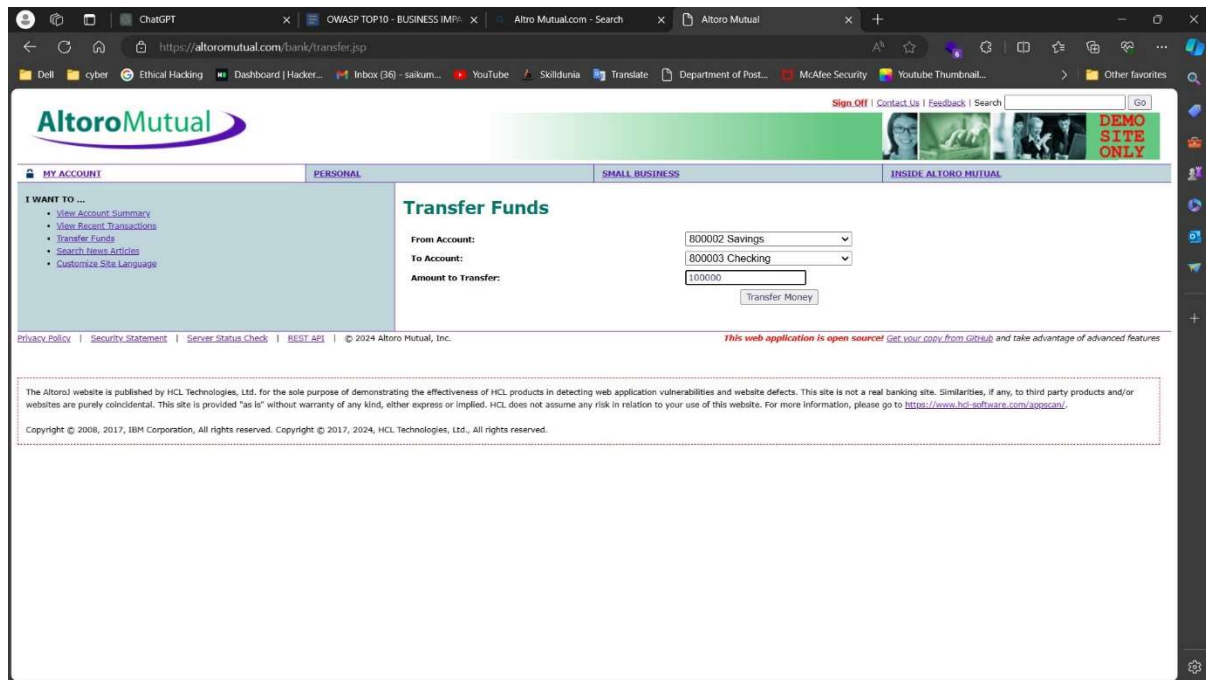 ChatGPT
OWASP TOP10 - BUSINESS IMPA
Altro Mutual.com - Search
Altoro Mutual
https://altoromutual.com/bank/transfer.jsp
Dell
cyber
Ethical Hacking
Dashboard | Hacker...
Inbox (36) - saikum...
YouTube
Skilldunia
Translate
Department of Post...
McAfee Security
Youtube Thumbnail...
Other favorites
Sign Off | Contact Us | Feedback | Search
Go
AltoroMutual
DEMO
SITE
ONLY
MY ACCOUNT
PERSONAL
SMALL BUSINESS
INSIDE ALTORO MUTUAL
I WANT TO ...
• View Account Summary
• View Recent Transactions
• Transfer Funds
• Search News Articles
• Customize Site Language
Transfer Funds
From Account: 800002 Savings
To Account: 800003 Checking
Amount to Transfer: 100000
Transfer Money
Privacy Policy | Security Statement | Server Status Check | REST API | © 2024 Altoro Mutual, Inc.
This web application is open source! Get your copy from GitHub and take advantage of advanced features
The AltoroJ website is published by HCL Technologies, Ltd. for the sole purpose of demonstrating the effectiveness of HCL products in detecting web application vulnerabilities and website defects. This site is not a real banking site. Similarities, if any, to third party products and/or
websites are purely coincidental. This site is provided "as is" without warranty of any kind, either express or implied. HCL does not assume any risk in relation to your use of this website. For more information, please go to https://www.hcl-software.com/appscan/.
Copyright © 2008, 2017, IBM Corporation, All rights reserved. Copyright © 2017, 2024, HCL Technologies, Ltd., All rights reserved.